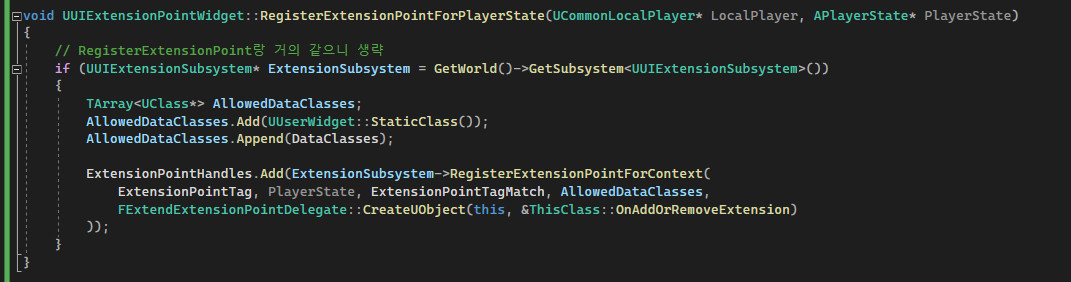 void UUIExtensionPointWidget::RegisterExtensionPointForPlayerState(UCommonLocalPlayer* LocalPlayer, APlayerState* PlayerState)
{
    // RegisterExtensionPoint랑 거의 같으니 생략
    if (UUIExtensionSubsystem* ExtensionSubsystem = GetWorld()->GetSubsystem<UUIExtensionSubsystem>())
    {
        TArray<UClass*> AllowedDataClasses;
        AllowedDataClasses.Add(UUserWidget::StaticClass());
        AllowedDataClasses.Append(DataClasses);

        ExtensionPointHandles.Add(ExtensionSubsystem->RegisterExtensionPointForContext(
            ExtensionPointTag, PlayerState, ExtensionPointTagMatch, AllowedDataClasses,
            FExtendExtensionPointDelegate::CreateUObject(this, &ThisClass::OnAddOrRemoveExtension)
        ));
    }
}